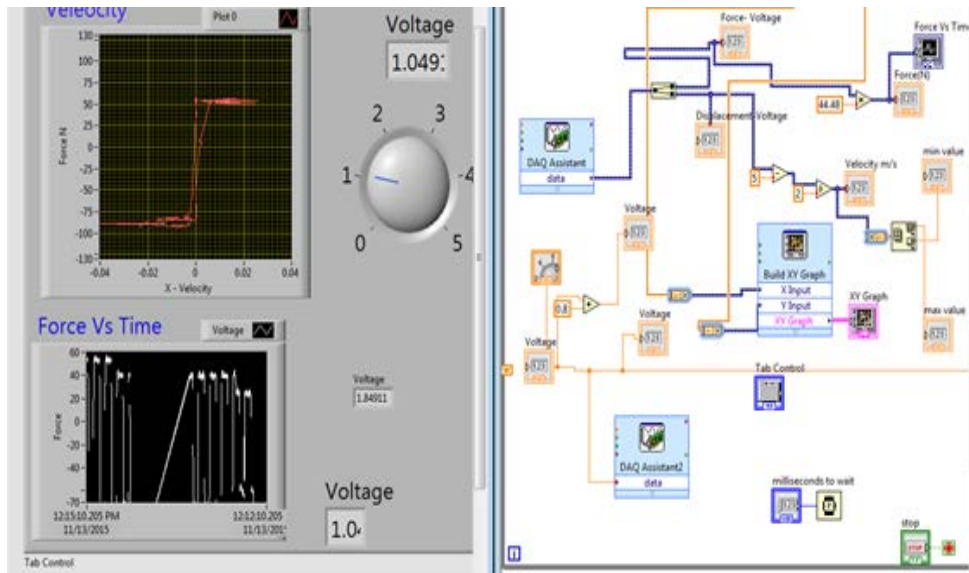 Veleocity
Plot 0
Force N
130
100
75
50
25
0
-25
-50
-75
-100
-130
-0.04
-0.02
0
0.02
0.04
X - Velocity
Voltage
1.049
0
1
2
3
4
5
Force Vs Time
Voltage
Force
60
40
20
0
-20
-40
-70
12:15:10.205 PM
11/13/2015
12:12:10.205
11/13/201
Voltage
1.84911
Voltage
1.0
Tab Control
Force- Voltage
Force Vs Time
44.48
Force(N)
DAQ Assistant
data
Displacement-Voltage
5
2
Velocity m/s
min value
Voltage
0.8
Voltage
Voltage
Build XY Graph
X Input
Y Input
XY Graph
XY Graph
max value
Tab Control
DAQ Assistant2
data
milliseconds to wait
stop
i